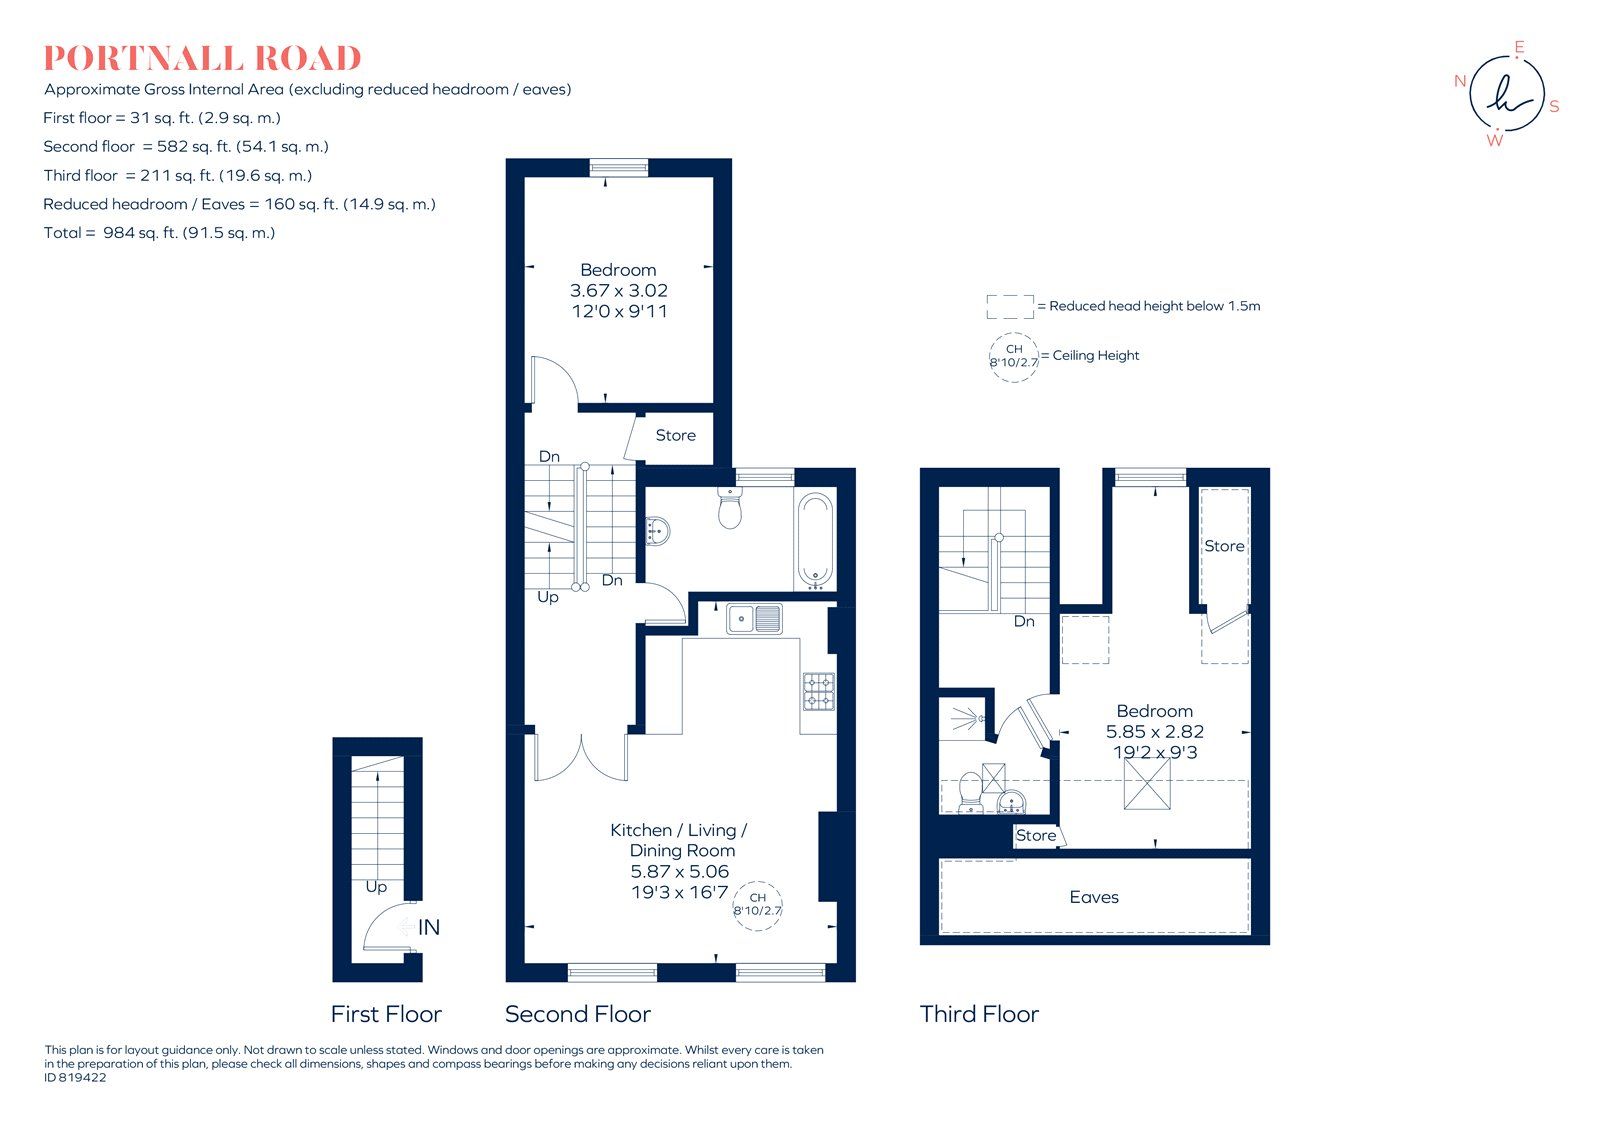 PORTNALL ROAD
Approximate Gross Internal Area (excluding reduced headroom / eaves)
First floor = 31 sq. ft. (2.9 sq. m.)
Second floor = 582 sq. ft. (54.1 sq. m.)
Third floor = 211 sq. ft. (19.6 sq. m.)
Reduced headroom / Eaves = 160 sq. ft. (14.9 sq. m.)
Total = 984 sq. ft. (91.5 sq. m.)
E
N
S
W
= Reduced head height below 1.5m
CH
8'10/2.7
= Ceiling Height
Up
IN
First Floor
Bedroom
3.67 x 3.02
12'0 x 9'11
Store
Dn
Dn
Up
Kitchen / Living /
Dining Room
5.87 x 5.06
19'3 x 16'7
CH
8'10/2.7
Second Floor
Store
Dn
Bedroom
5.85 x 2.82
19'2 x 9'3
Store
Eaves
Third Floor
This plan is for layout guidance only. Not drawn to scale unless stated. Windows and door openings are approximate. Whilst every care is taken
in the preparation of this plan, please check all dimensions, shapes and compass bearings before making any decisions reliant upon them.
ID 819422